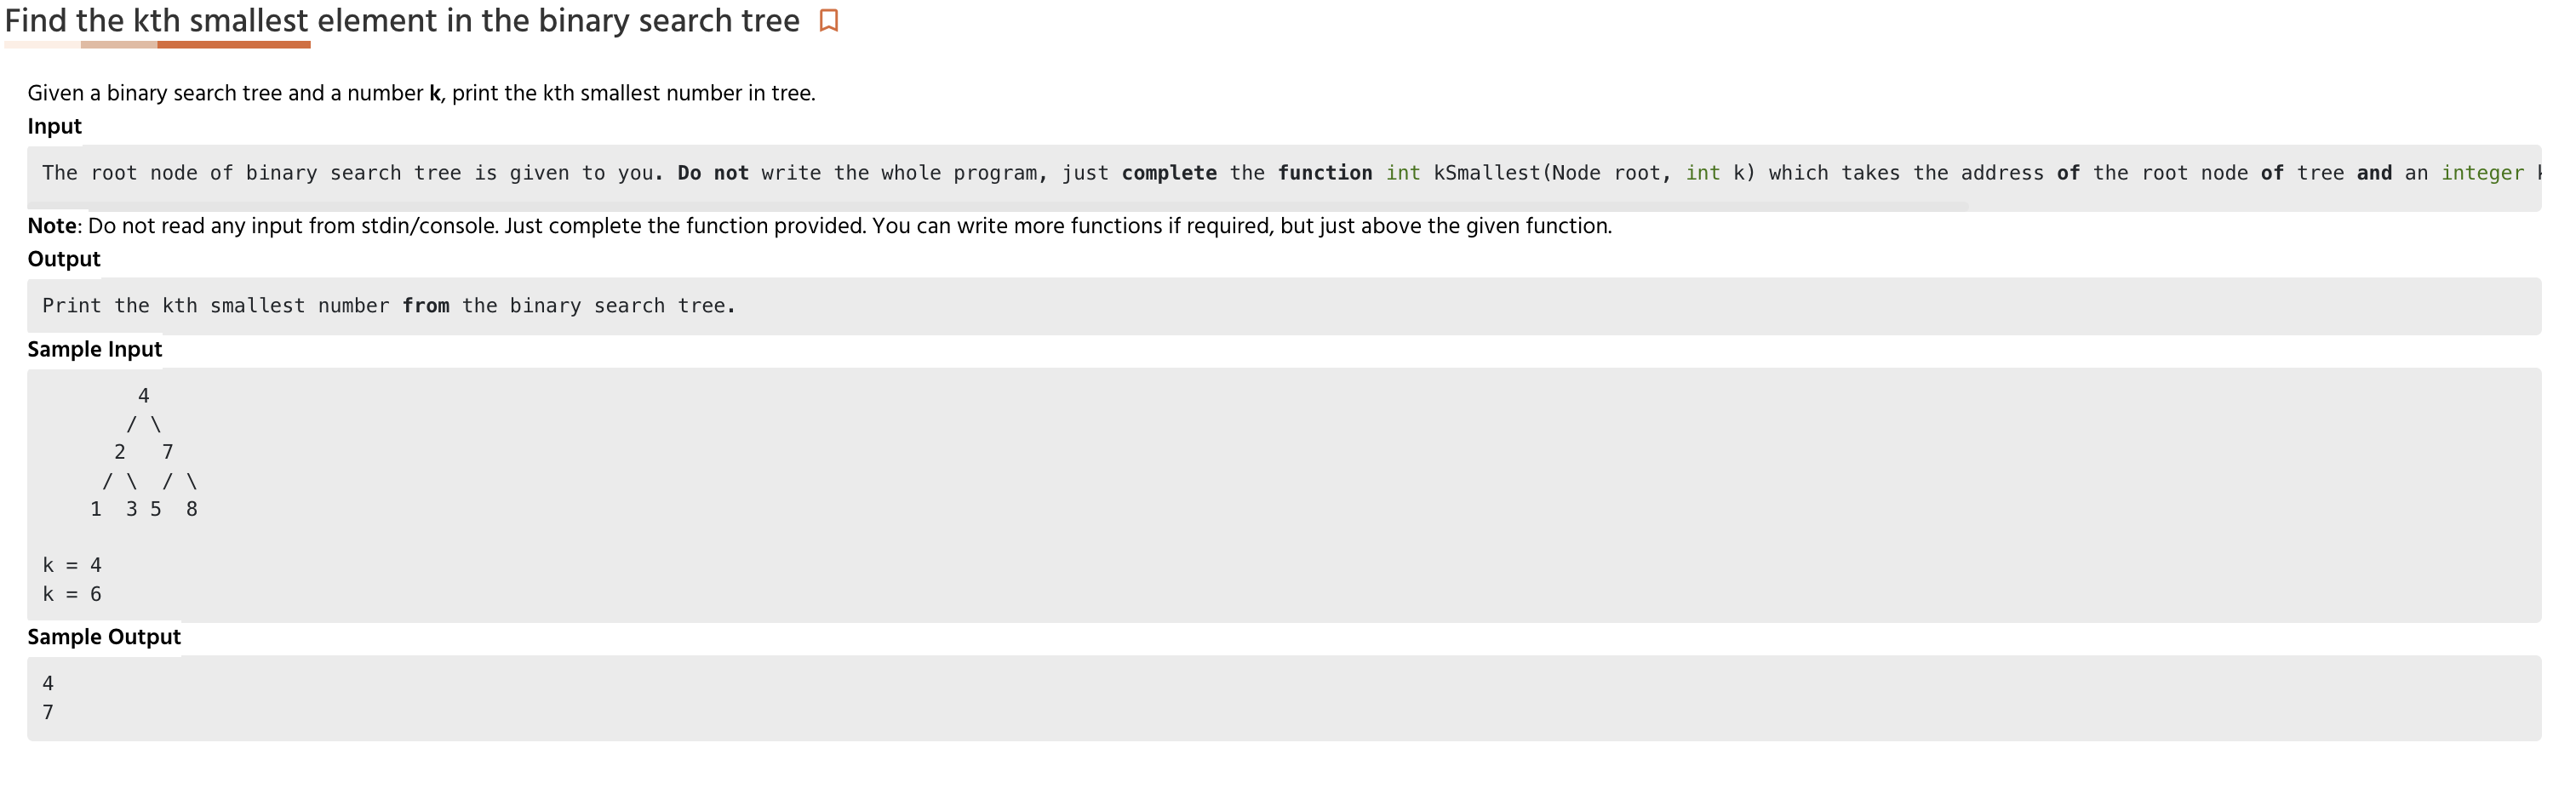 Find the kth smallest element in the binary search tree
Given a binary search tree and a number k, print the kth smallest number in tree.
Input
The root node of binary search tree is given to you. Do not write the whole program, just complete the function int kSmallest(Node root, int k) which takes the address of the root node of tree and an integer
Note: Do not read any input from stdin/console. Just complete the function provided. You can write more functions if required, but just above the given function.
Output
Print the kth smallest number from the binary search tree.
Sample Input
4
/ \
2 7
/ \ / \
1 3 5 8
k = 4
k = 6
Sample Output
4
7